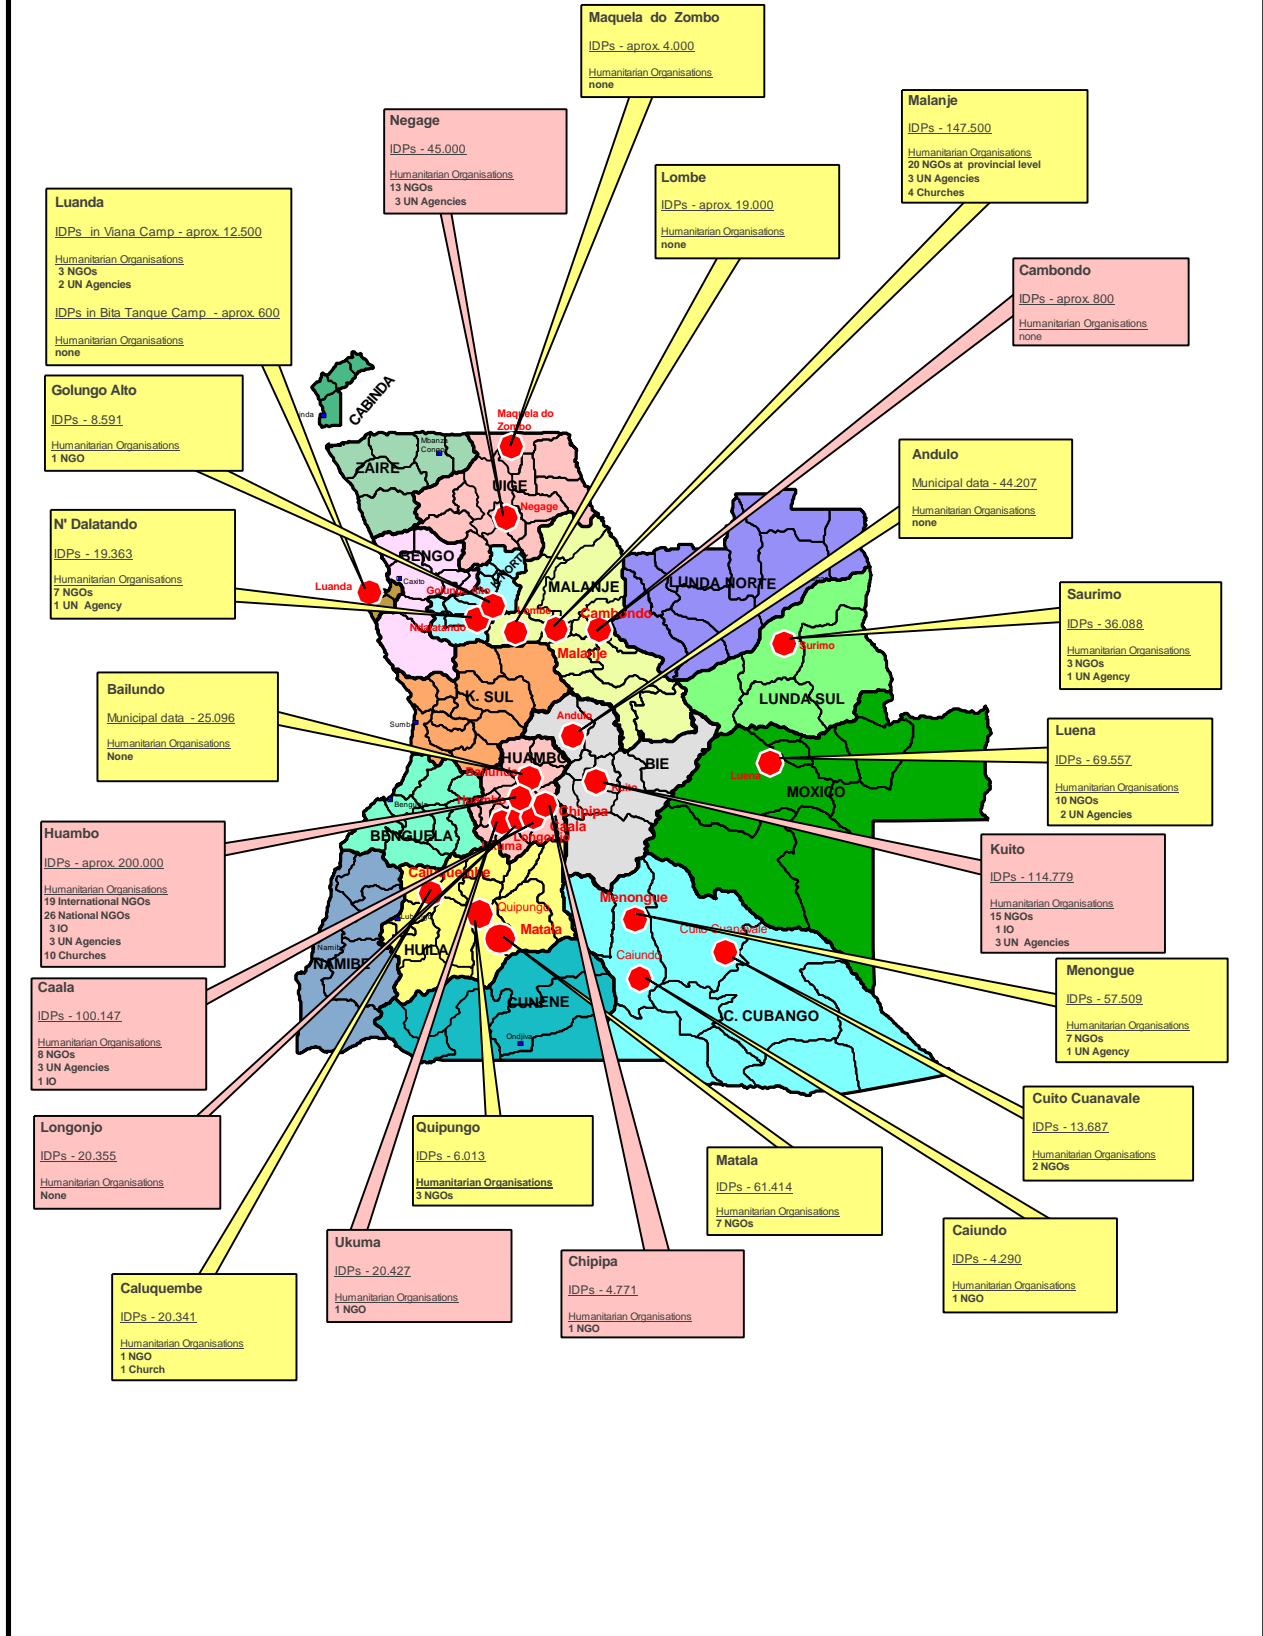 Maquela do Zombo
IDPs - aprox. 4.000
Humanitarian Organisations
none
Malanje
IDPs - 147.500
Humanitarian Organisations
20 NGOs at provincial level
3 UN Agencies
4 Churches
Negage
IDPs - 45.000
Humanitarian Organisations
13 NGOs
3 UN Agencies
Lombe
IDPs - aprox. 19.000
Humanitarian Organisations
none
Luanda
IDPs in Viana Camp - aprox. 12.500
Humanitarian Organisations
3 NGOs
2 UN Agencies
IDPs in Bita Tanque Camp - aprox. 600
Humanitarian Organisations
none
Cambondo
IDPs - aprox. 800
Humanitarian Organisations
none
Golungo Alto
IDPs - 8.591
Humanitarian Organisations
1 NGO
Andulo
Municipal data - 44.207
Humanitarian Organisations
none
N' Dalatando
IDPs - 19.363
Humanitarian Organisations
7 NGOs
1 UN Agency
Saurimo
IDPs - 36.088
Humanitarian Organisations
3 NGOs
1 UN Agency
Bailundo
Municipal data - 25.096
Humanitarian Organisations
None
Luena
IDPs - 69.557
Humanitarian Organisations
10 NGOs
2 UN Agencies
Huambo
IDPs - aprox. 200.000
Humanitarian Organisations
19 International NGOs
26 National NGOs
3 IO
3 UN Agencies
10 Churches
Kuito
IDPs - 114.779
Humanitarian Organisations
15 NGOs
1 IO
3 UN Agencies
Menongue
IDPs - 57.509
Humanitarian Organisations
7 NGOs
1 UN Agency
Caala
IDPs - 100.147
Humanitarian Organisations
8 NGOs
3 UN Agencies
1 IO
Cuito Cuanavale
IDPs - 13.687
Humanitarian Organisations
2 NGOs
Longonjo
IDPs - 20.355
Humanitarian Organisations
None
Quipungo
IDPs - 6.013
Humanitarian Organisations
3 NGOs
Matala
IDPs - 61.414
Humanitarian Organisations
7 NGOs
Caiundo
IDPs - 4.290
Humanitarian Organisations
1 NGO
Ukuma
IDPs - 20.427
Humanitarian Organisations
1 NGO
Chipipa
IDPs - 4.771
Humanitarian Organisations
1 NGO
Caluquembe
IDPs - 20.341
Humanitarian Organisations
1 NGO
1 Church
CABINDA
Maquela do
Zombo
Mbanza
Congo
ZAIRE
UIGE
Negage
BENGO
Caxito
Luanda
MALANJE
LUNDA NORTE
Lombe
Cambondo
Ndalatando
Malanje
Surimo
K. SUL
LUNDA SUL
Sumbe
Andulo
HUAMBO
BIE
Bailundo
Luena
Kuito
MOXICO
Benguela
Huambo
Chipipa
Caala
BENGUELA
Longonjo
Caluquembe
Menongue
Quipungo
Cuito Cuanavale
Matala
HUILA
Caiundo
NAMIBE
CUNENE
C. CUBANGO
Ondjiva